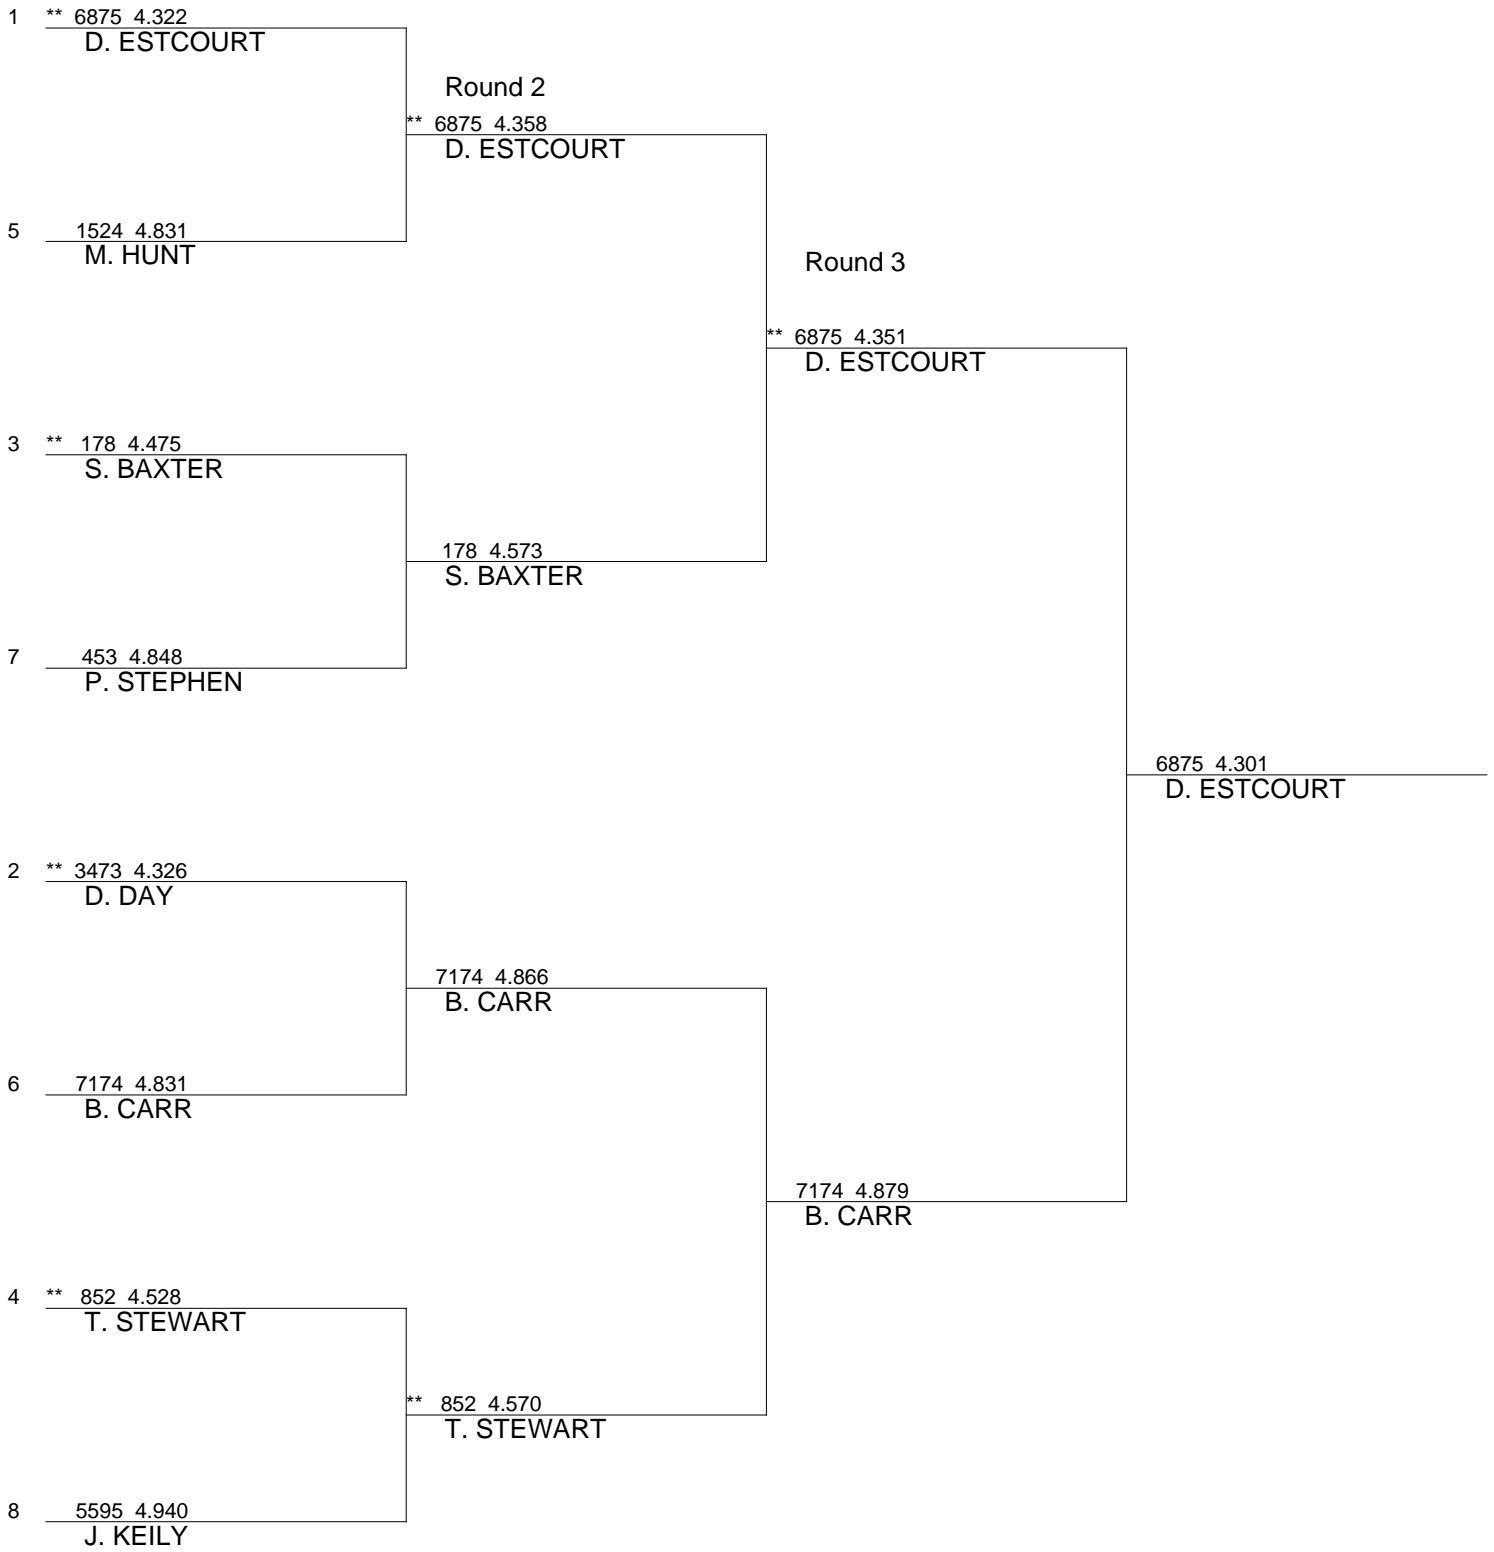 1 ** 6875 4.322
D. ESTCOURT
Round 2
** 6875 4.358
D. ESTCOURT
5 1524 4.831
M. HUNT
Round 3
** 6875 4.351
D. ESTCOURT
3 ** 178 4.475
S. BAXTER
178 4.573
S. BAXTER
7 453 4.848
P. STEPHEN
6875 4.301
D. ESTCOURT
2 ** 3473 4.326
D. DAY
7174 4.866
B. CARR
6 7174 4.831
B. CARR
7174 4.879
B. CARR
4 ** 852 4.528
T. STEWART
** 852 4.570
T. STEWART
8 5595 4.940
J. KEILY